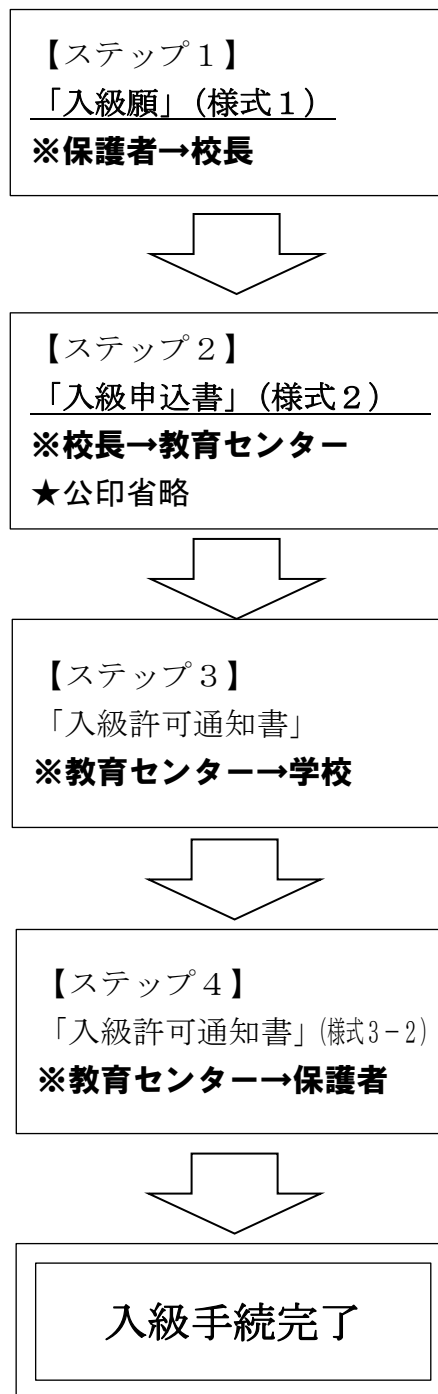 【ステップ１】
「入級願」(様式１)
※保護者→校長
【ステップ２】
「入級申込書」(様式２)
※校長→教育センター
★公印省略
【ステップ３】
「入級許可通知書」
※教育センター→学校
【ステップ４】
「入級許可通知書」(様式3-2)
※教育センター→保護者
入級手続完了